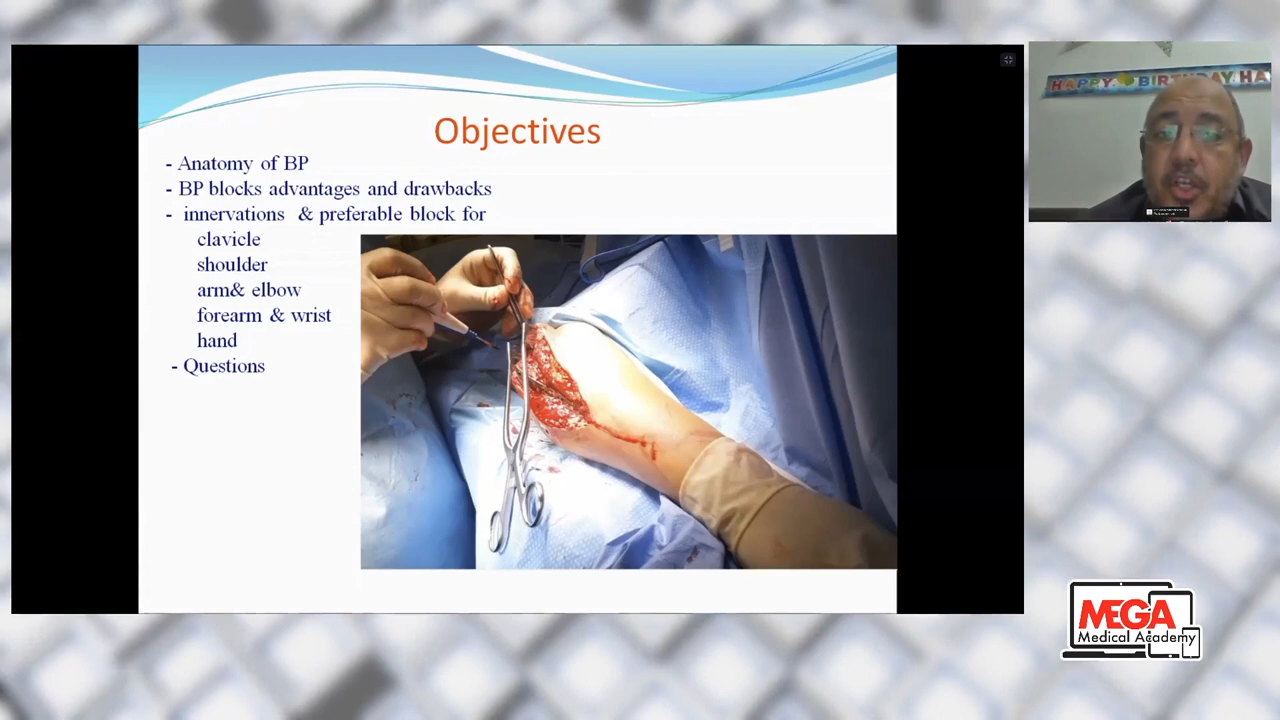 Objectives
- Anatomy of BP
- BP blocks advantages and drawbacks
- innervations & preferable block for
clavicle
shoulder
arm& elbow
forearm & wrist
hand
- Questions
HAPPY BIRTHDAY HA
MEGA
Medical Academy